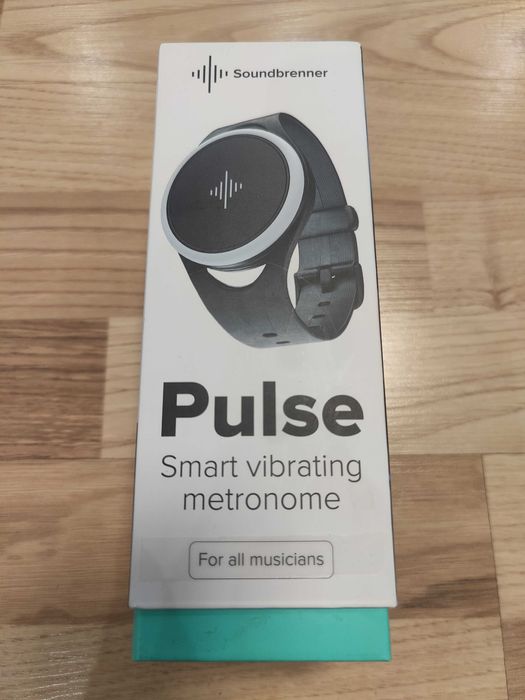 Soundbrenner
Pulse
Smart vibrating
metronome
For all musicians